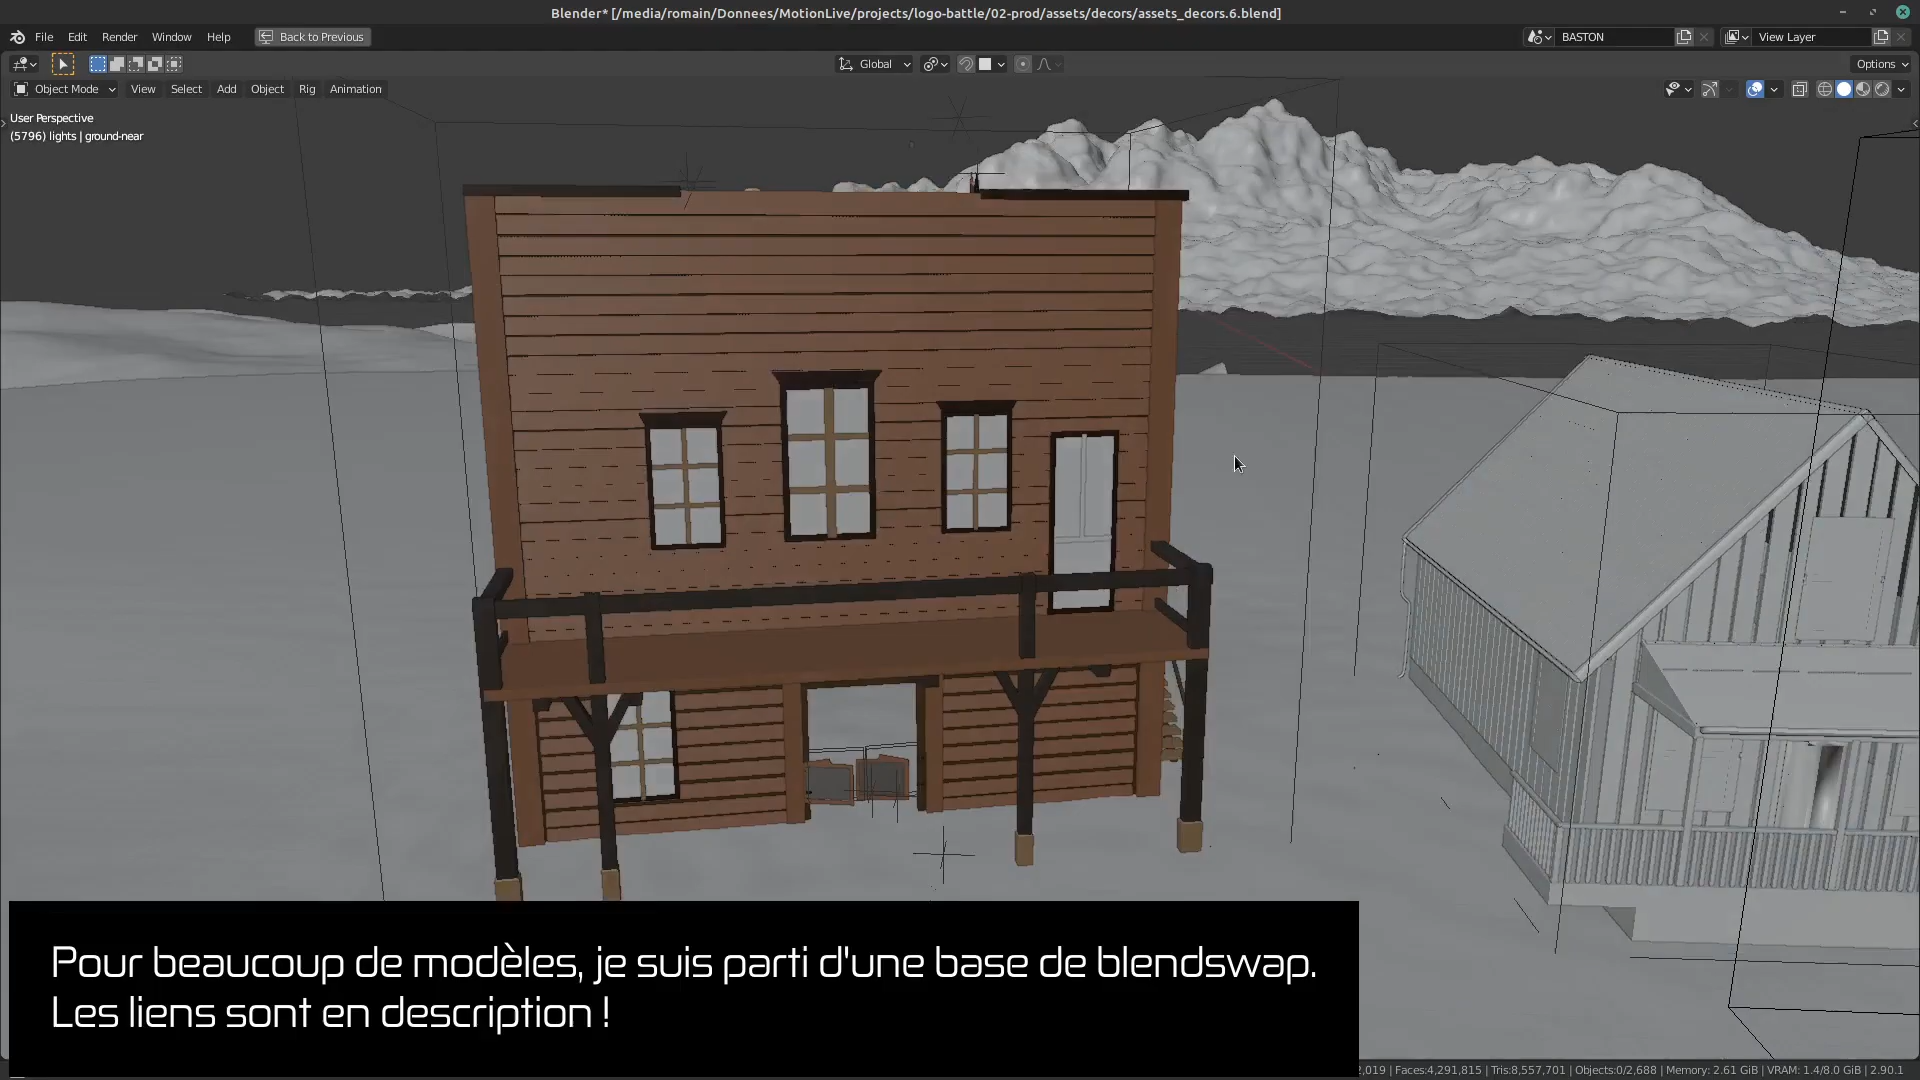 Blender* [/media/romain/Donnees/MotionLive/projects/logo-battle/02-prod/assets/decors/assets_decors.6.blend]
File Edit Render Window Help Back to Previous BASTON View Layer
Global Options
Object Mode View Select Add Object Rig Animation
User Perspective
(5796) lights | ground-near
Pour beaucoup de modèles, je suis parti d'une base de blendswap.
Les liens sont en description !
,019 | Faces:4,291,815 | Tris:8,557,701 | Objects:0/2,688 | Memory: 2.61 GiB | VRAM: 1.4/8.0 GiB | 2.90.1